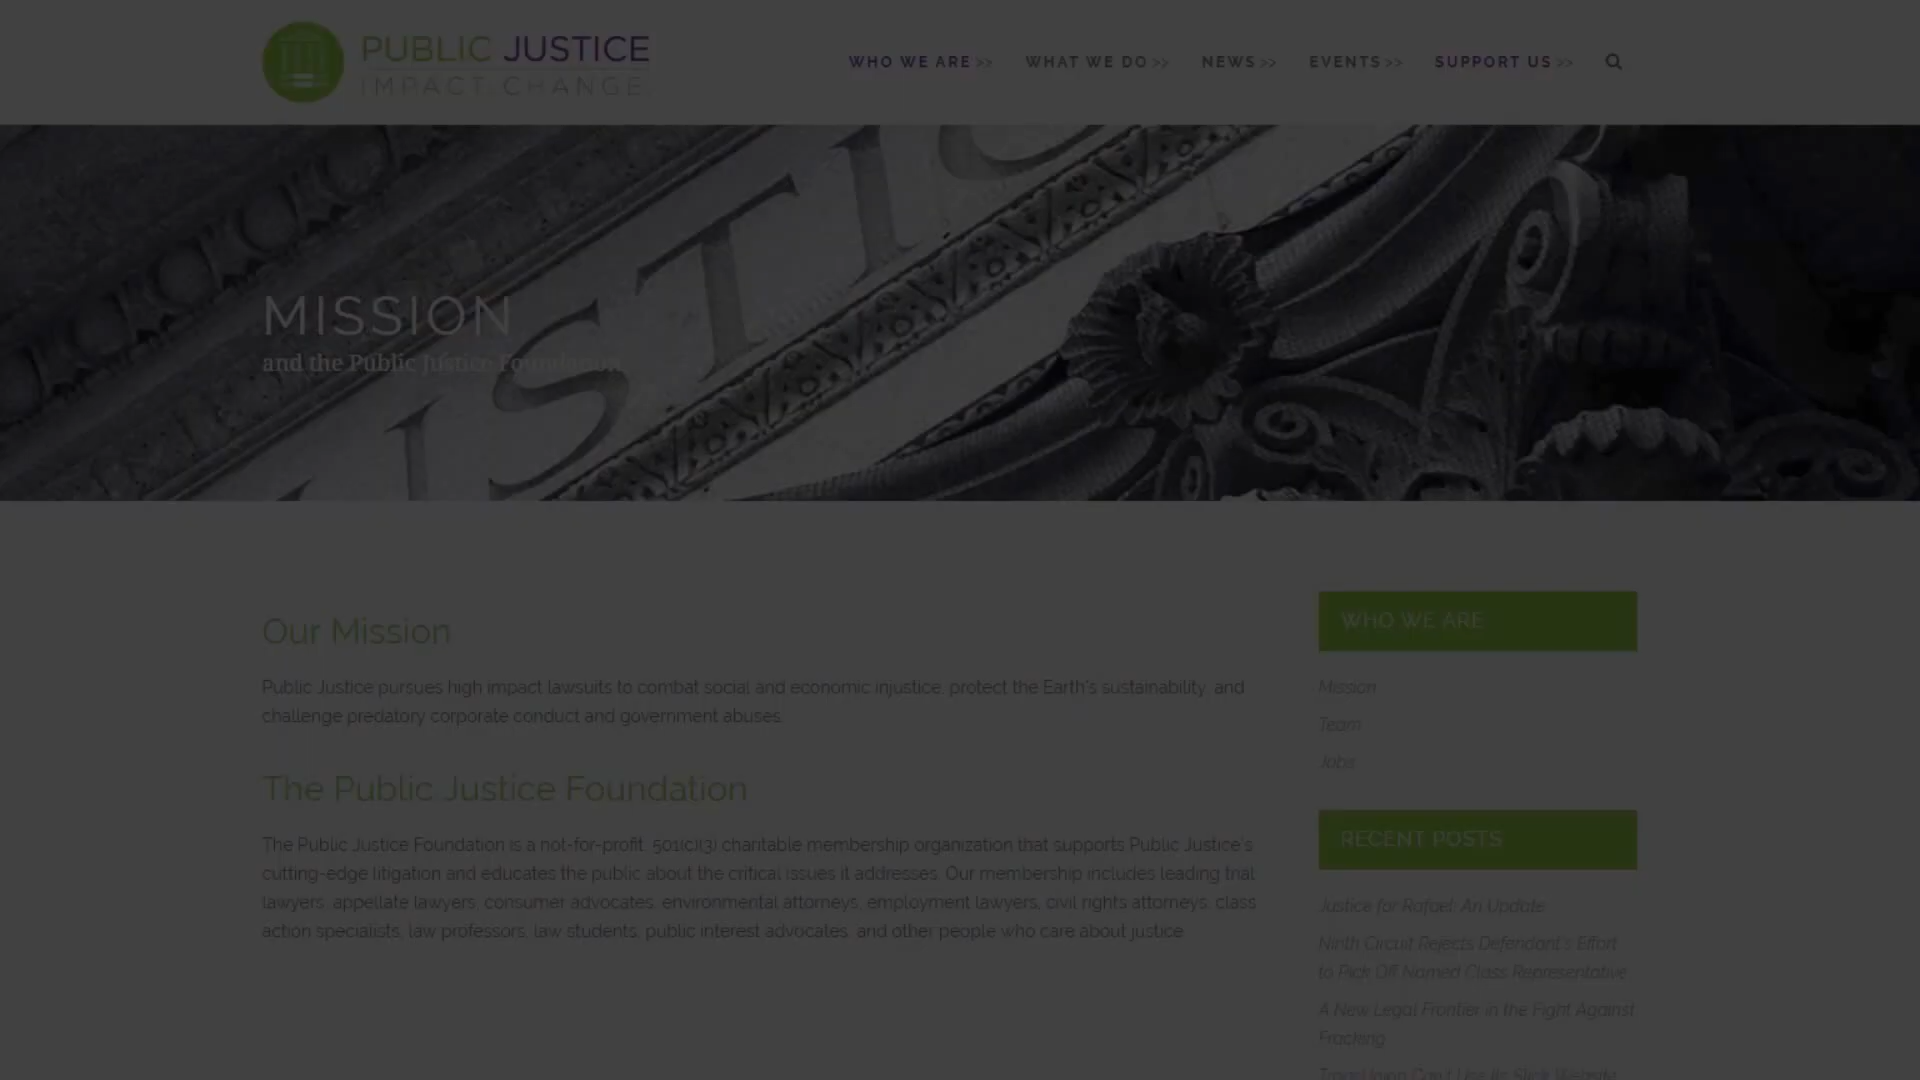 PUBLIC JUSTICE
IMPACT CHANGE
WHO WE ARE >> WHAT WE DO >> NEWS >> EVENTS >> SUPPORT US >>
ISTIC
MISSION
and the Public Justice Foundation
Our Mission
Public Justice pursues high impact lawsuits to combat social and economic injustice, protect the Earth's sustainability, and
challenge predatory corporate conduct and government abuses.
The Public Justice Foundation
The Public Justice Foundation is a not-for-profit, 501(c)(3) charitable membership organization that supports Public Justice's
cutting-edge litigation and educates the public about the critical issues it addresses. Our membership includes leading trial
lawyers, appellate lawyers, consumer advocates, environmental attorneys, employment lawyers, civil rights attorneys, class
action specialists, law professors, law students, public interest advocates, and other people who care about justice.
WHO WE ARE
Mission
Team
Jobs
RECENT POSTS
Justice for Rafael: An Update
Ninth Circuit Rejects Defendant's Effort
to Pick Off Named Class Representative
A New Legal Frontier in the Fight Against
Fracking
TransUnion Can't Use Its Slick Website